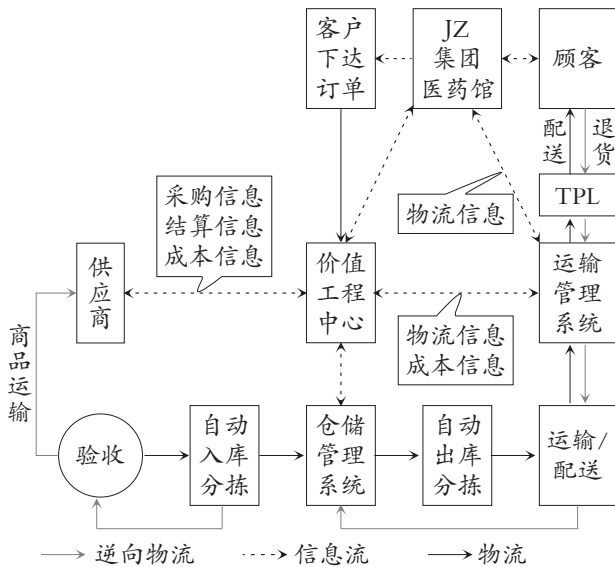 客户
下达
订单
JZ
集团
医药馆
顾客
配送
退货
TPL
物流信息
采购信息
结算信息
成本信息
供应商
价值
工程
中心
运输
管理
系统
物流信息
成本信息
商品运输
验收
自动
入库
分拣
仓储
管理
系统
自动
出库
分拣
运输/
配送
逆向物流
信息流
物流